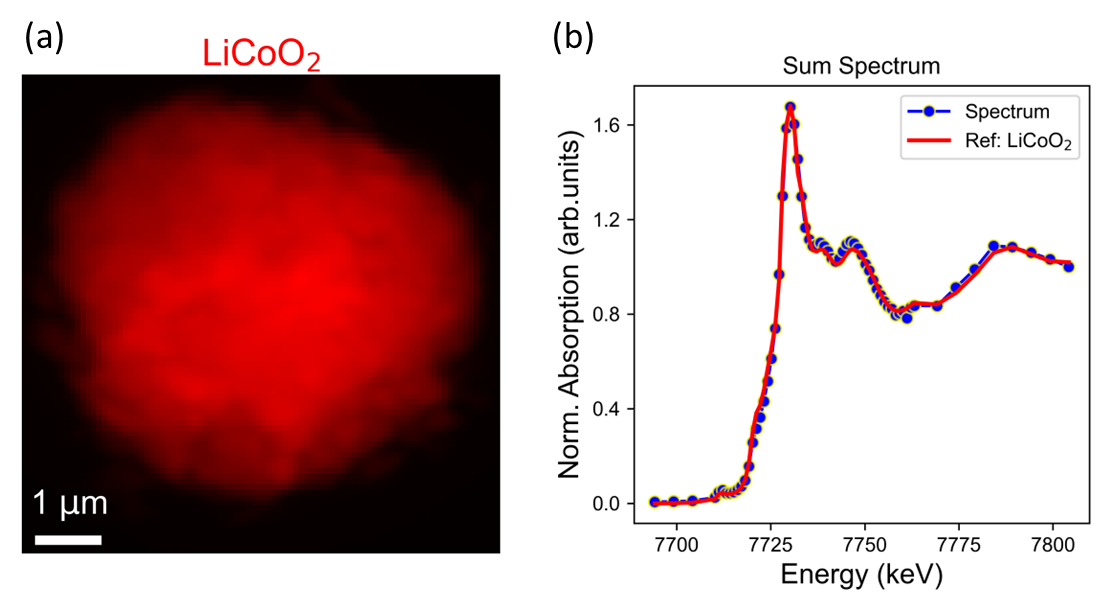 (a)
LiCoO₂
1 μm
(b)
Sum Spectrum
Spectrum
Ref: LiCoO₂
Norm. Absorption (arb.units)
1.6
1.2
0.8
0.4
0.0
7700 7725 7750 7775 7800
Energy (keV)